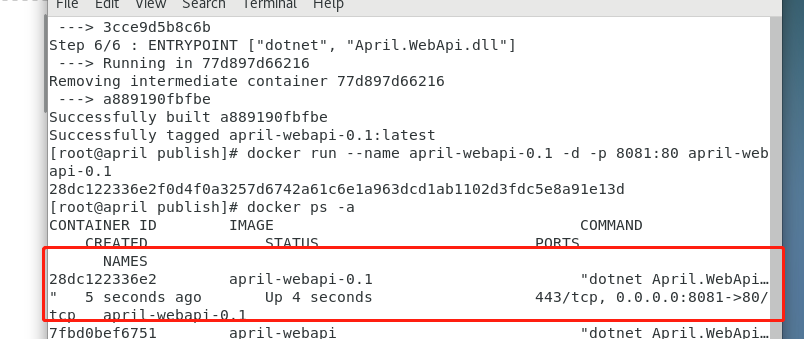 File Edit View Search Terminal Help
---> 3cce9d5b8c6b
Step 6/6 : ENTRYPOINT ["dotnet", "April.WebApi.dll"]
---> Running in 77d897d66216
Removing intermediate container 77d897d66216
---> a889190fbfbe
Successfully built a889190fbfbe
Successfully tagged april-webapi-0.1:latest
[root@april publish]# docker run --name april-webapi-0.1 -d -p 8081:80 april-web
api-0.1
28dc122336e2f0d4f0a3257d6742a61c6e1a963dcd1ab1102d3fdc5e8a91e13d
[root@april publish]# docker ps -a
CONTAINER ID IMAGE COMMAND
CREATED STATUS PORTS
NAMES
28dc122336e2 april-webapi-0.1 "dotnet April.WebApi…
" 5 seconds ago Up 4 seconds 443/tcp, 0.0.0.0:8081->80/
tcp april-webapi-0.1
7fbd0bef6751 april-webapi "dotnet April.WebApi…